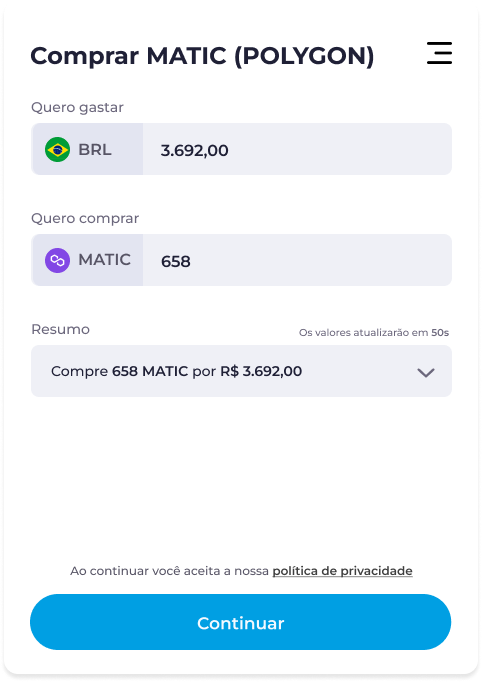 Comprar MATIC (POLYGON)
Quero gastar
BRL 3.692,00
Quero comprar
MATIC 658
Resumo Os valores atualizarão em 50s
Compre 658 MATIC por R$ 3.692,00
Ao continuar você aceita a nossa política de privacidade
Continuar